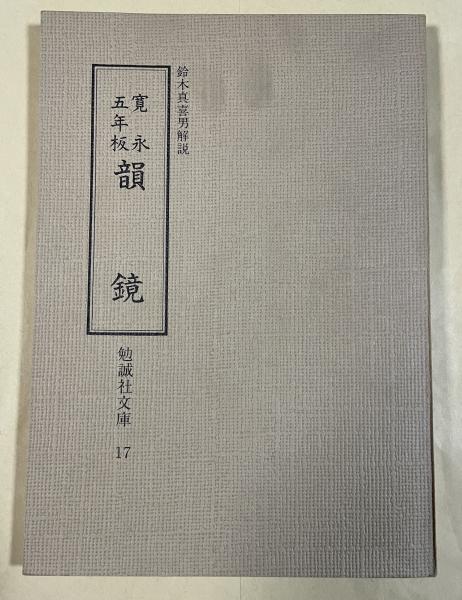 鈴木真喜男解説
寛永
五年板
韻鏡
勉誠社文庫 17